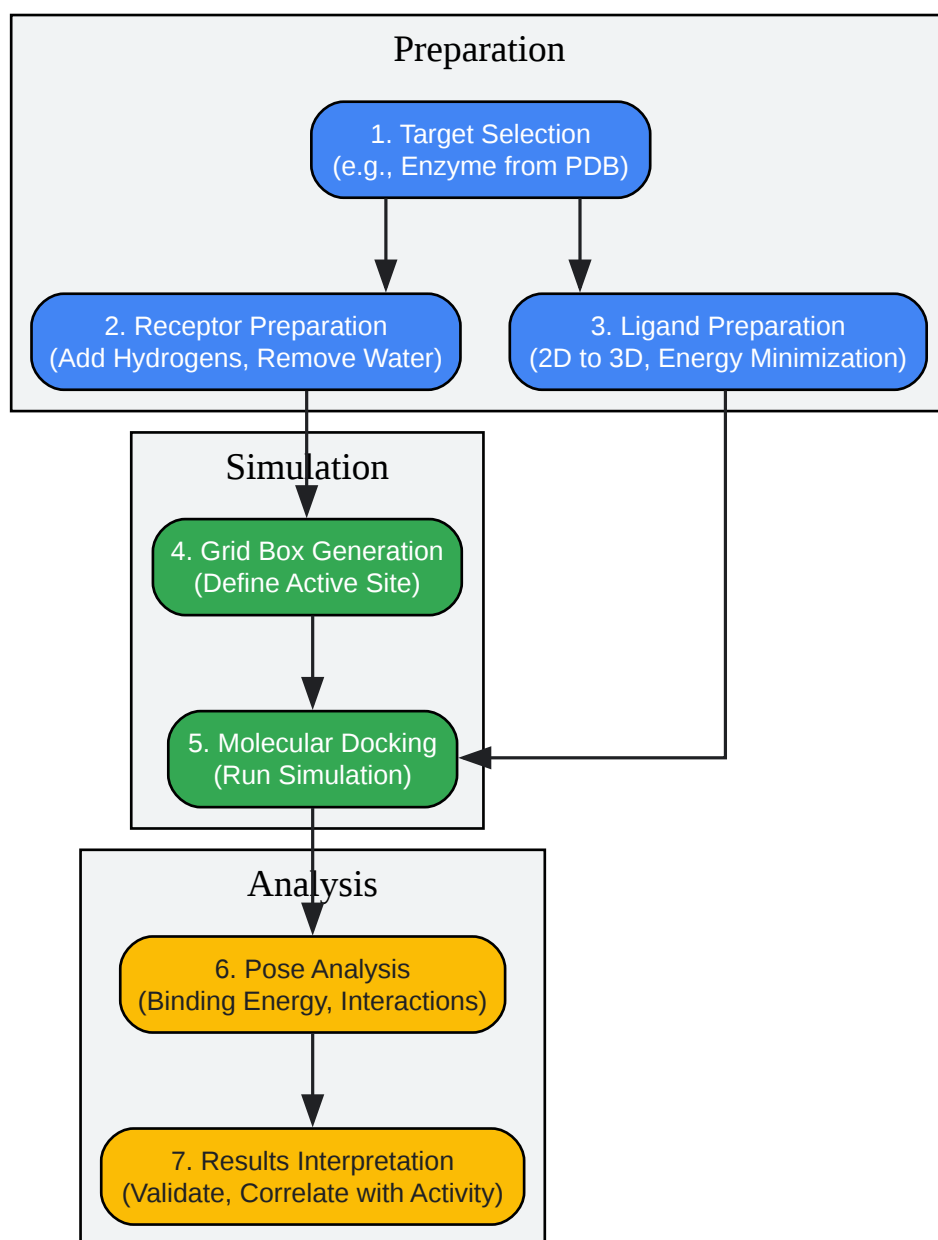 Preparation
1. Target Selection
(e.g., Enzyme from PDB)
2. Receptor Preparation
(Add Hydrogens, Remove Water)
3. Ligand Preparation
(2D to 3D, Energy Minimization)
Simulation
4. Grid Box Generation
(Define Active Site)
5. Molecular Docking
(Run Simulation)
Analysis
6. Pose Analysis
(Binding Energy, Interactions)
7. Results Interpretation
(Validate, Correlate with Activity)